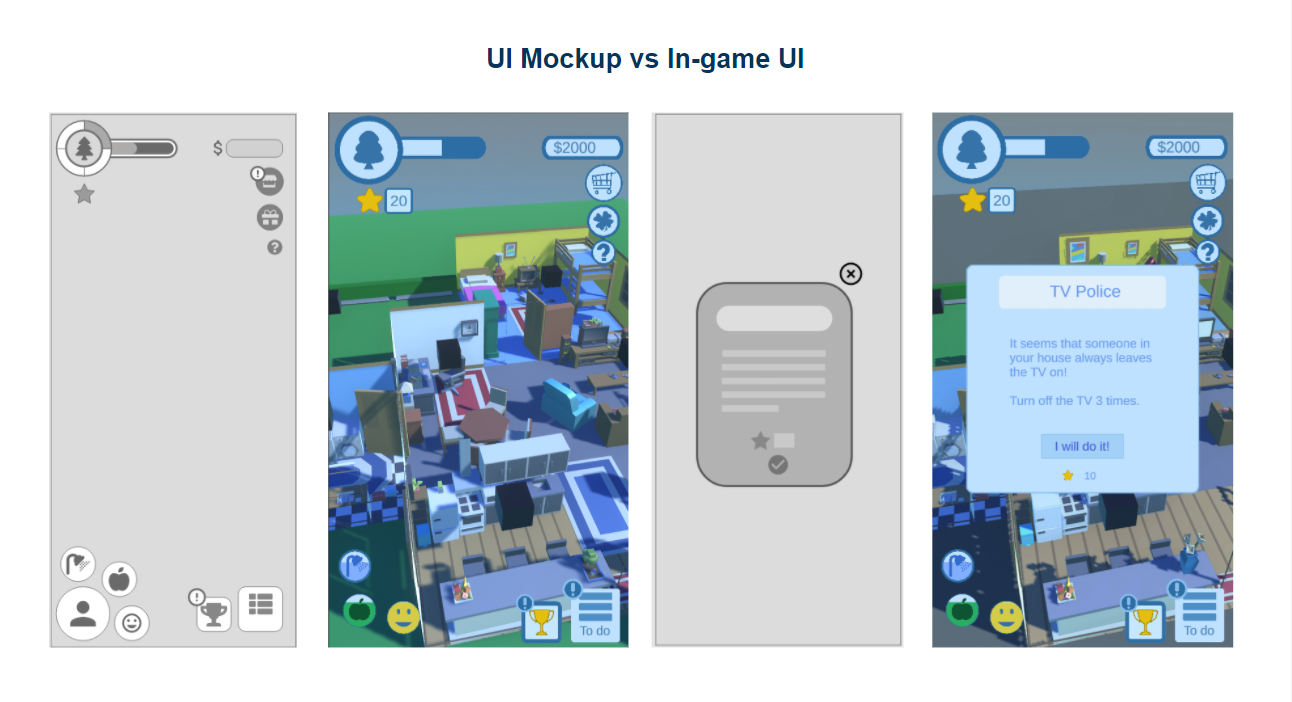 UI Mockup vs In-game UI
$
!
?
!
$2000
20
?
!
!
To do
$2000
20
?
TV Police
It seems that someone in
your house always leaves
the TV on!
Turn off the TV 3 times.
I will do it!
10
!
!
To do